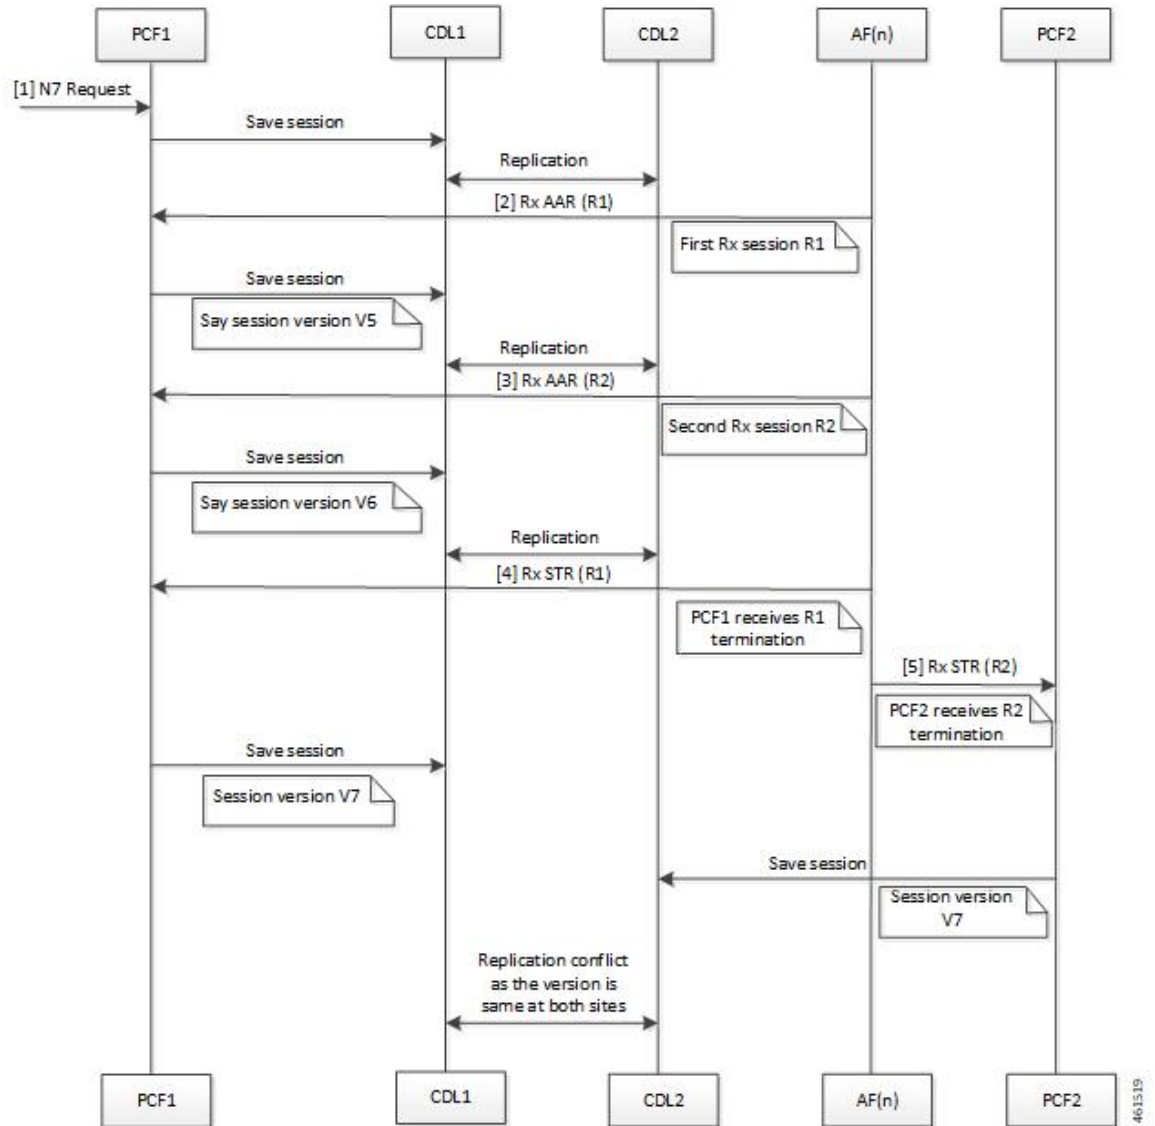 PCF1
CDL1
CDL2
AF(n)
PCF2
[1] N7 Request
Save session
Replication
[2] Rx AAR (R1)
First Rx session R1
Save session
Say session version V5
Replication
[3] Rx AAR (R2)
Second Rx session R2
Save session
Say session version V6
Replication
[4] Rx STR (R1)
PCF1 receives R1
termination
[5] Rx STR (R2)
PCF2 receives R2
termination
Save session
Session version V7
Save session
Session version
V7
Replication conflict
as the version is
same at both sites
PCF1
CDL1
CDL2
AF(n)
PCF2
461519